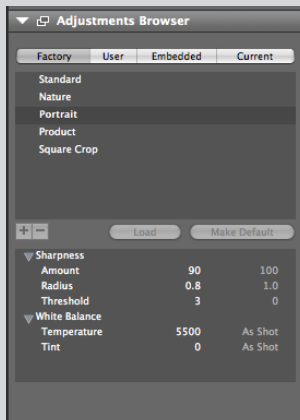 Adjustments Browser
Factory User Embedded Current
Standard
Nature
Portrait
Product
Square Crop
+ − Load Make Default
Sharpness
Amount 90 100
Radius 0.8 1.0
Threshold 3 0
White Balance
Temperature 5500 As Shot
Tint 0 As Shot